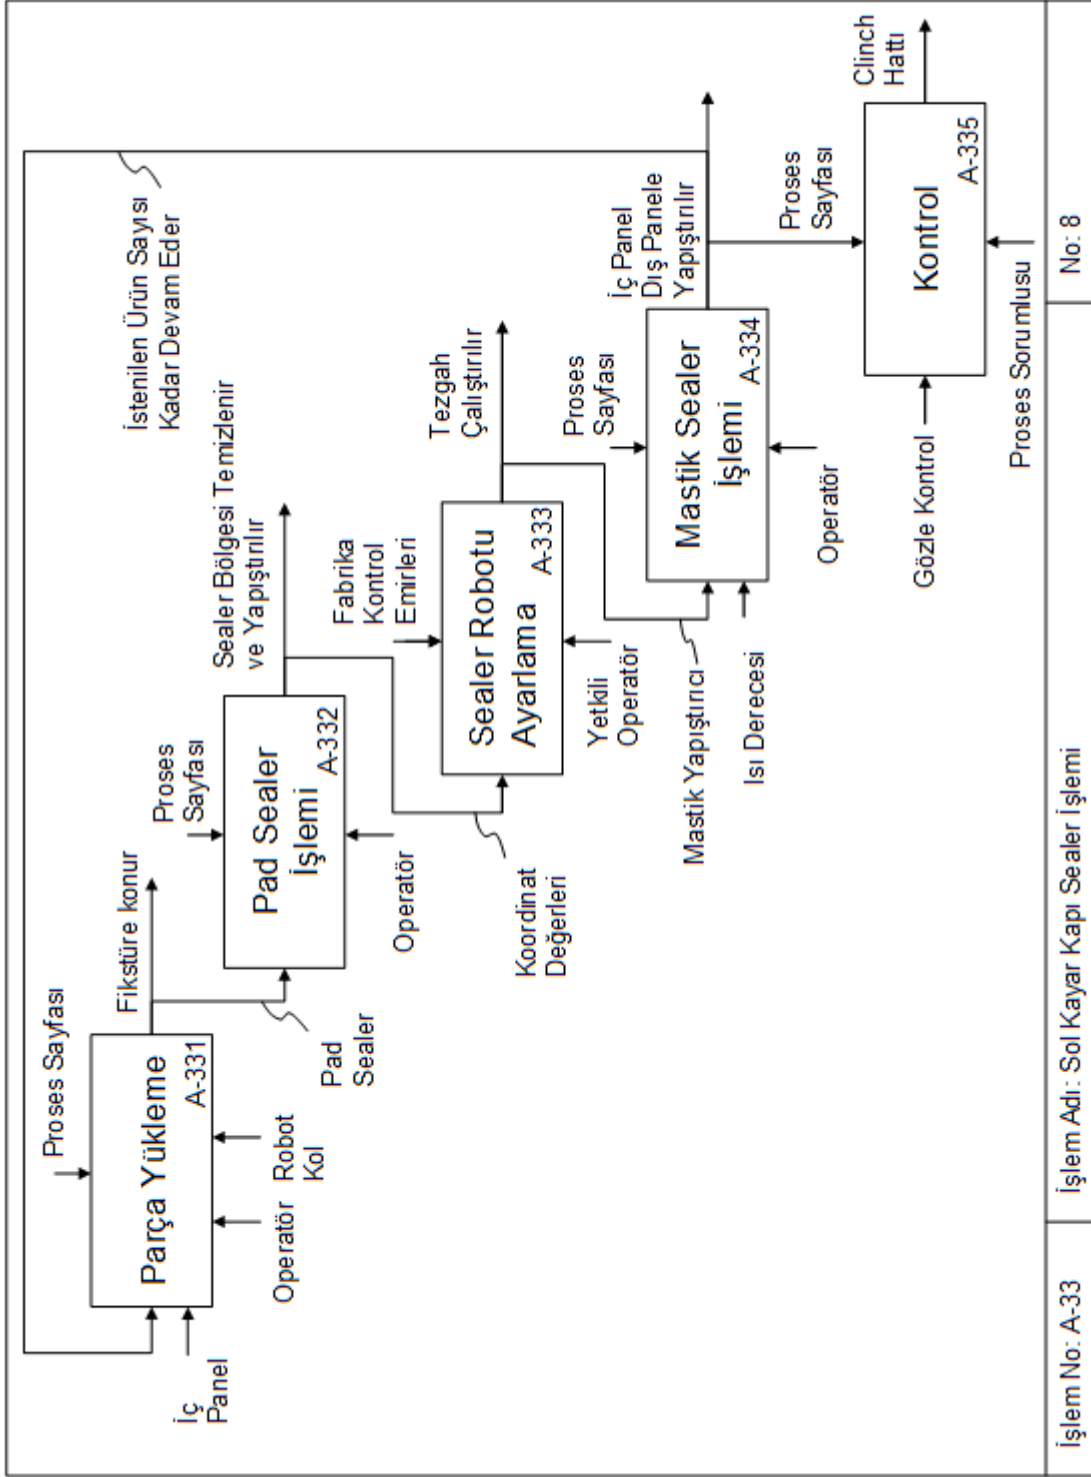 İstenilen Ürün Sayısı
Kadar Devam Eder
Proses Sayfası
Fikstüre konur
Parça Yükleme
A-331
İç
Panel
Operatör
Robot
Kol
Pad
Sealer
Proses
Sayfası
Sealer Bölgesi Temizlenir
ve Yapıştırılır
Pad Sealer
İşlemi
A-332
Operatör
Koordinat
Değerleri
Fabrika
Kontrol
Emirleri
Tezgah
Çalıştırılır
Sealer Robotu
Ayarlama
A-333
Yetkili
Operatör
Mastik Yapıştırıcı
Isı Derecesi
Proses
Sayfası
İç Panel
Dış Panele
Yapıştırılır
Mastik Sealer
İşlemi
A-334
Operatör
Proses
Sayfası
Clinch
Hattı
Kontrol
A-335
Gözle Kontrol
Proses Sorumlusu
İşlem No: A-33
İşlem Adı: Sol Kayar Kapı Sealer İşlemi
No: 8